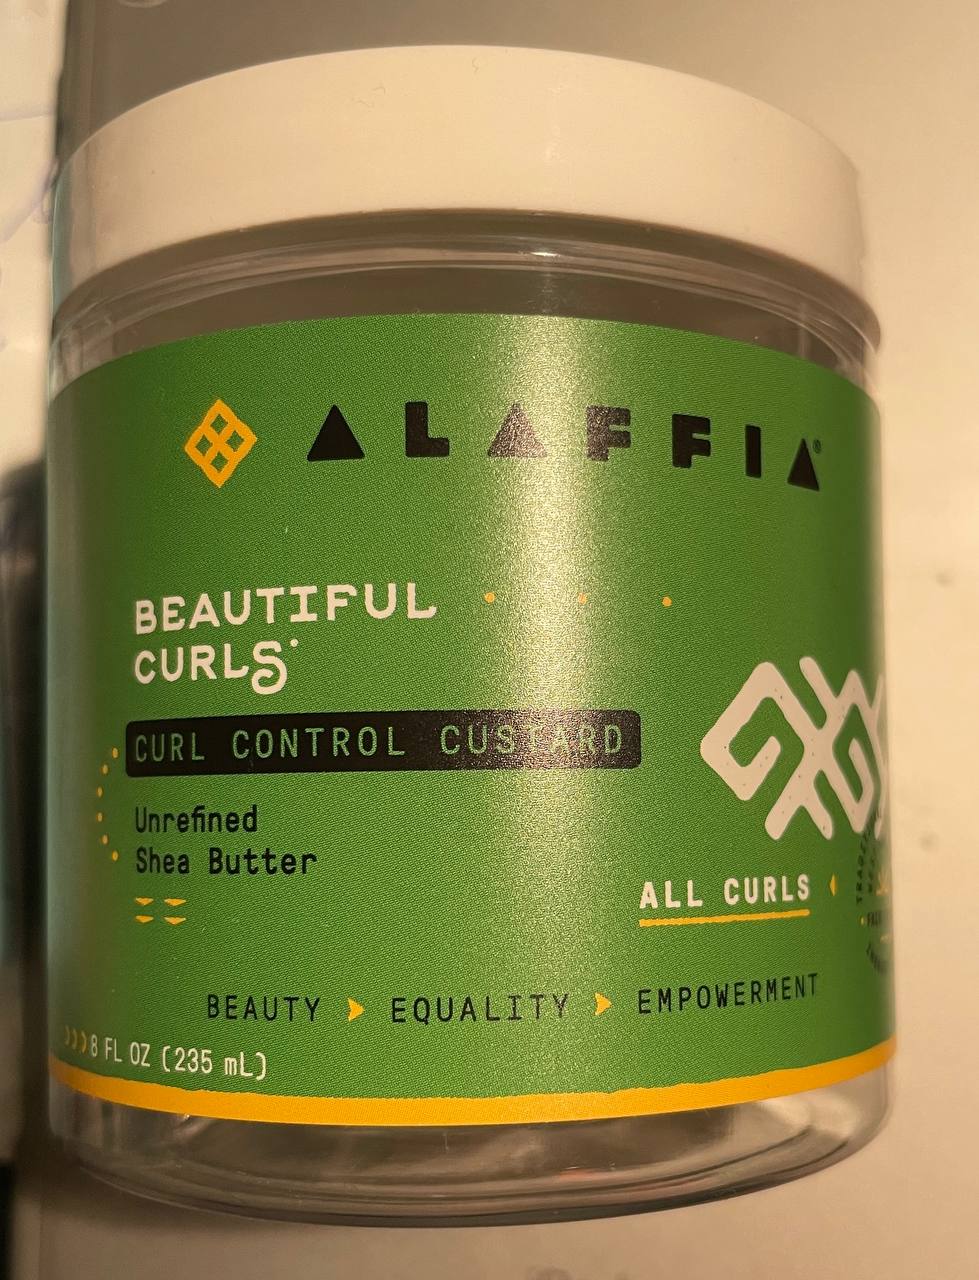 ALAFFIA®
BEAUTIFUL
CURLS
CURL CONTROL CUSTARD
Unrefined
Shea Butter
ALL CURLS
BEAUTY EQUALITY EMPOWERMENT
8 FL OZ (235 mL)